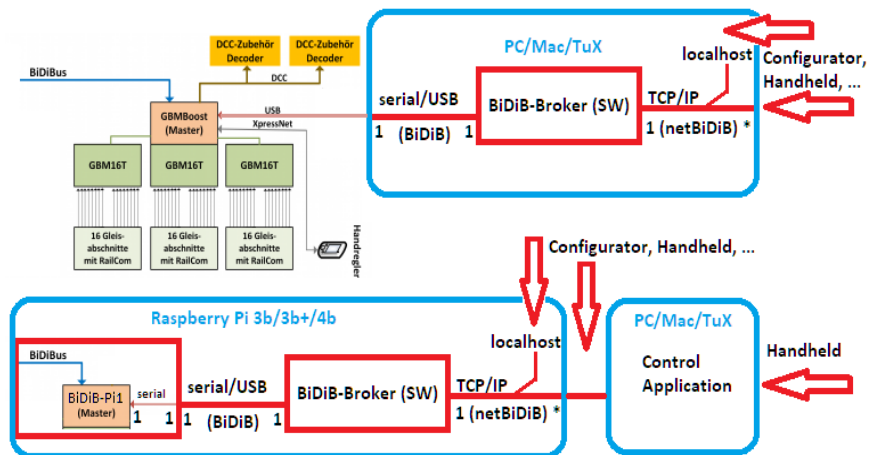 DCC-Zubehör
Decoder
DCC-Zubehör
Decoder
DCC
BiDiBus
USB
XpressNet
GBMBoost
(Master)
GBM16T
GBM16T
GBM16T
16 Gleis-
abschnitte
mit RailCom
16 Gleis-
abschnitte
mit RailCom
16 Gleis-
abschnitte
mit RailCom
Handregler
PC/Mac/TuX
localhost
Configurator,
Handheld, ...
serial/USB
BiDiB-Broker (SW)
TCP/IP
1 (BiDiB) 1
1 (netBiDiB) *
Configurator, Handheld, ...
Raspberry Pi 3b/3b+/4b
localhost
PC/Mac/TuX
BiDiBus
BiDiB-Pi1
(Master)
serial
1 1
serial/USB
1 (BiDiB) 1
BiDiB-Broker (SW)
TCP/IP
1 (netBiDiB) *
Control
Application
Handheld